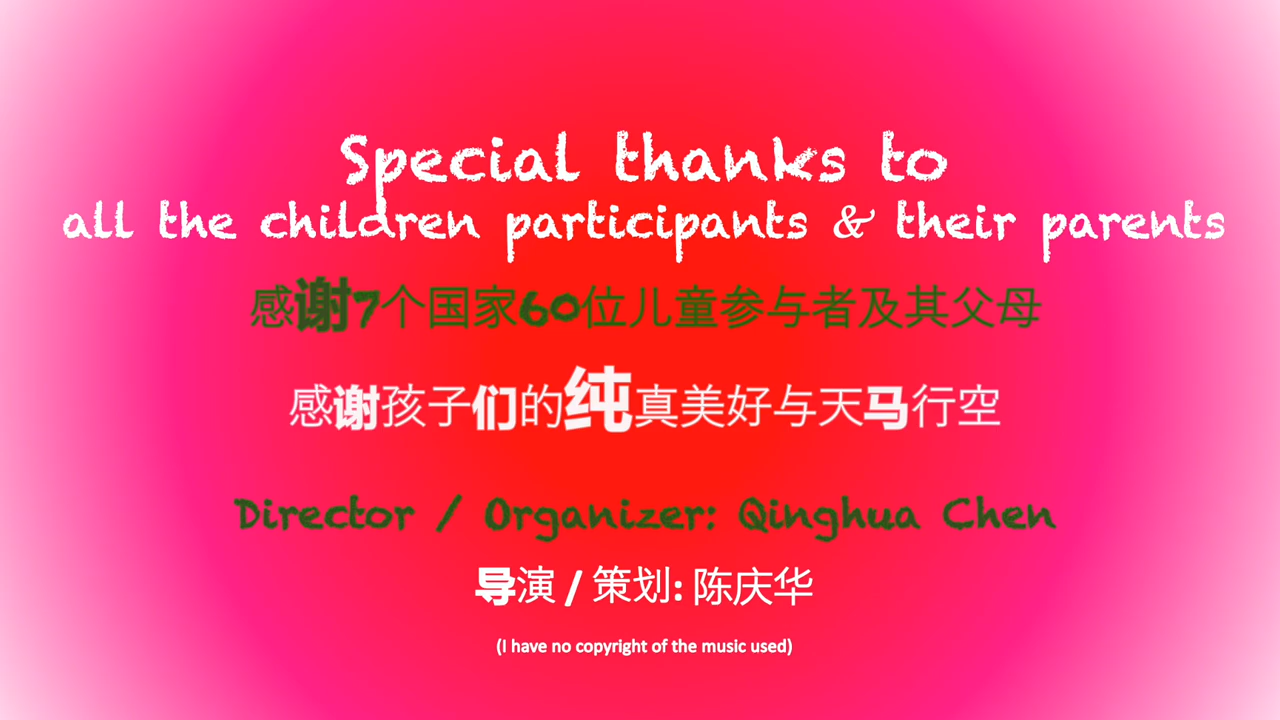 Special thanks to
all the children participants & their parents
感谢7个国家60位儿童参与者及其父母
感谢孩子们的纯真美好与天马行空
Director / Organizer: Qinghua Chen
导演 / 策划: 陈庆华
(I have no copyright of the music used)